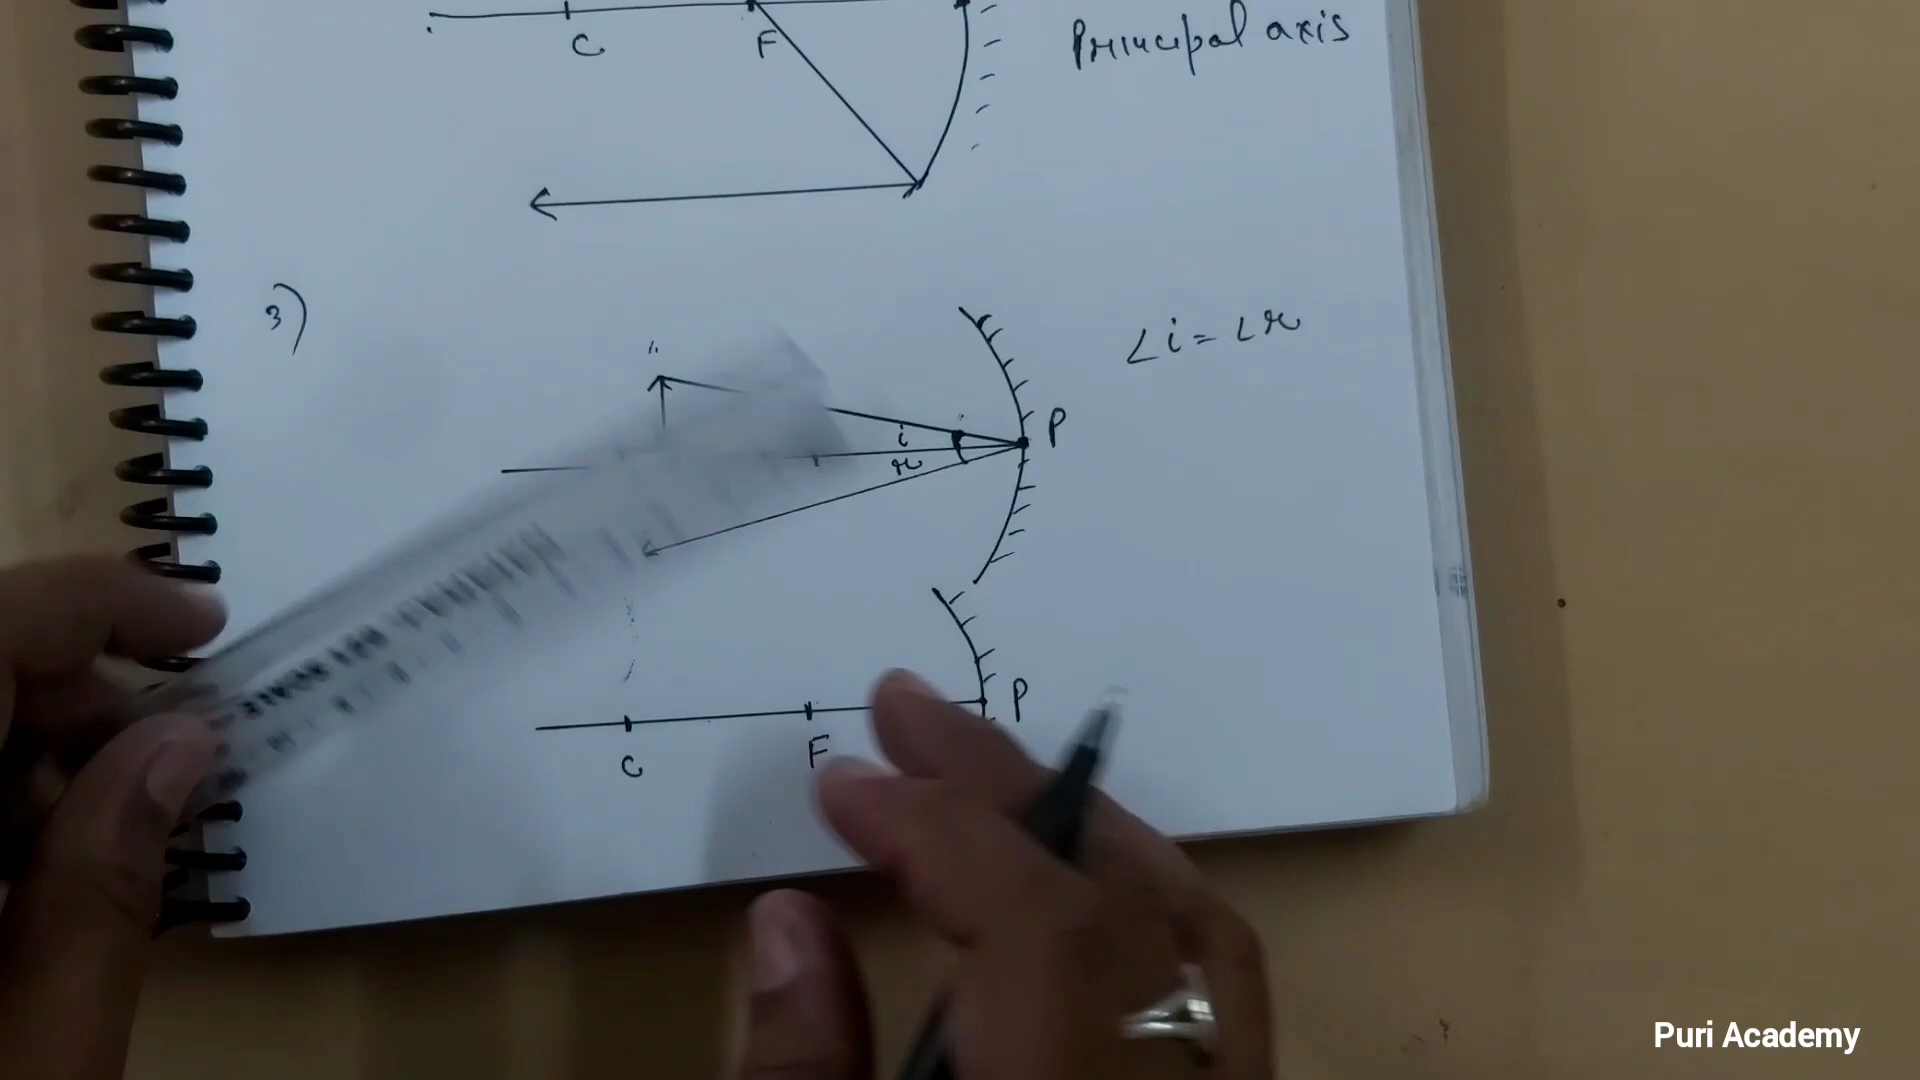 C F
Principal axis
3)
∠i = ∠r
i
r
P
P
C F
Puri Academy